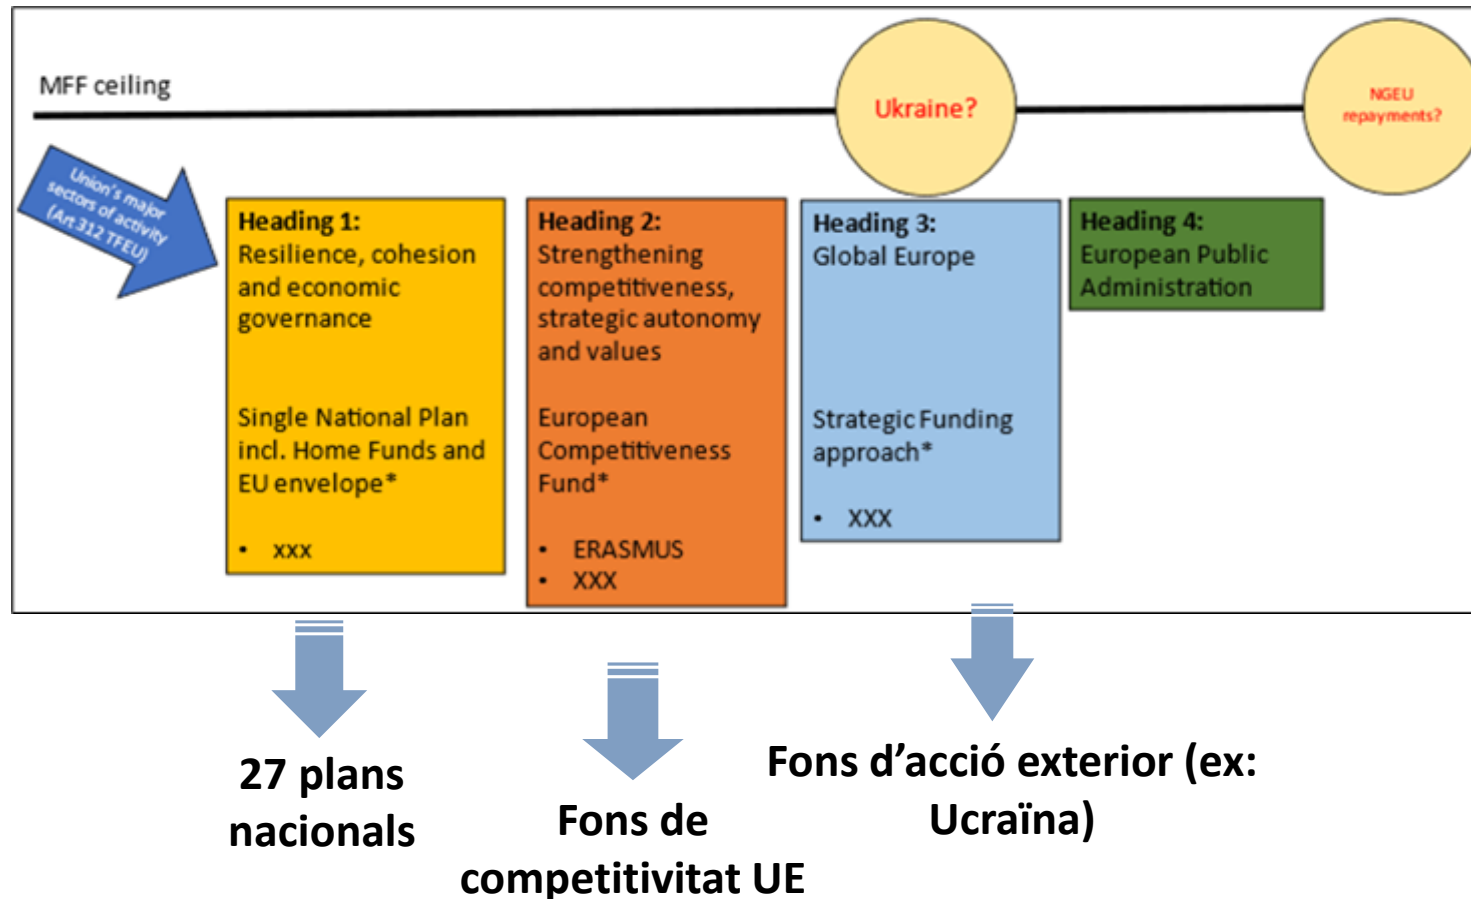 MFF ceiling
Ukraine?
NGEU
repayments?
Union's major
sectors of activity
(Art 312 TFEU)
Heading 1:
Resilience, cohesion
and economic
governance
Single National Plan
incl. Home Funds and
EU envelope*
• xxx
Heading 2:
Strengthening
competitiveness,
strategic autonomy
and values
European
Competitiveness
Fund*
• ERASMUS
• XXX
Heading 3:
Global Europe
Strategic Funding
approach*
• XXX
Heading 4:
European Public
Administration
27 plans
nacionals
Fons de
competitivitat UE
Fons d’acció exterior (ex:
Ucraïna)